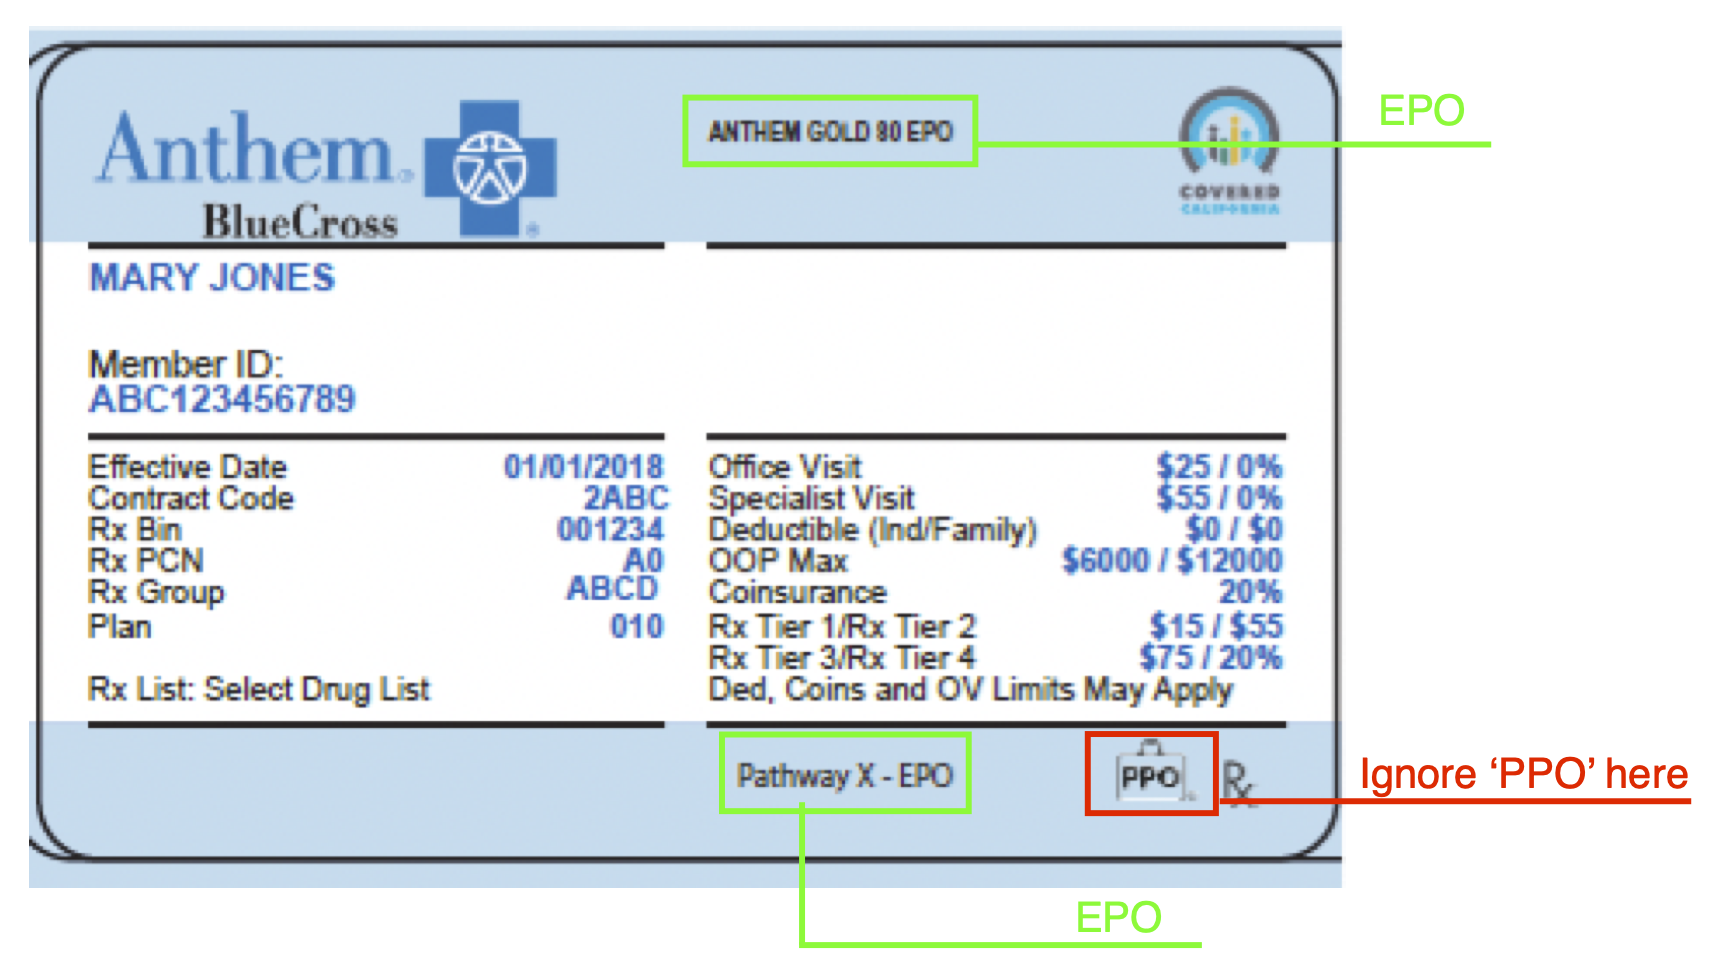 Anthem®
BlueCross
ANTHEM GOLD 80 EPO
COVERED
CALIFORNIA
EPO
MARY JONES
Member ID:
ABC123456789
Effective Date 01/01/2018
Contract Code 2ABC
Rx Bin 001234
Rx PCN A0
Rx Group ABCD
Plan 010
Rx List: Select Drug List
Office Visit $25 / 0%
Specialist Visit $55 / 0%
Deductible (Ind/Family) $0 / $0
OOP Max $6000 / $12000
Coinsurance 20%
Rx Tier 1/Rx Tier 2 $15 / $55
Rx Tier 3/Rx Tier 4 $75 / 20%
Ded, Coins and OV Limits May Apply
Pathway X - EPO
PPO
Rx
Ignore ‘PPO’ here
EPO